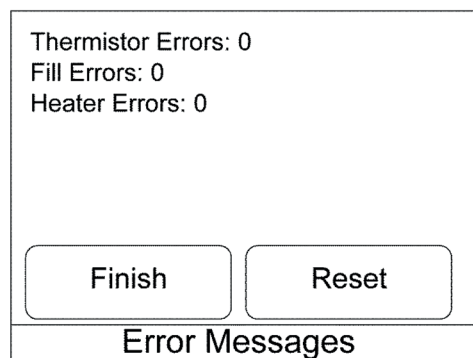 Thermistor Errors: 0
Fill Errors: 0
Heater Errors: 0
Finish Reset
Error Messages